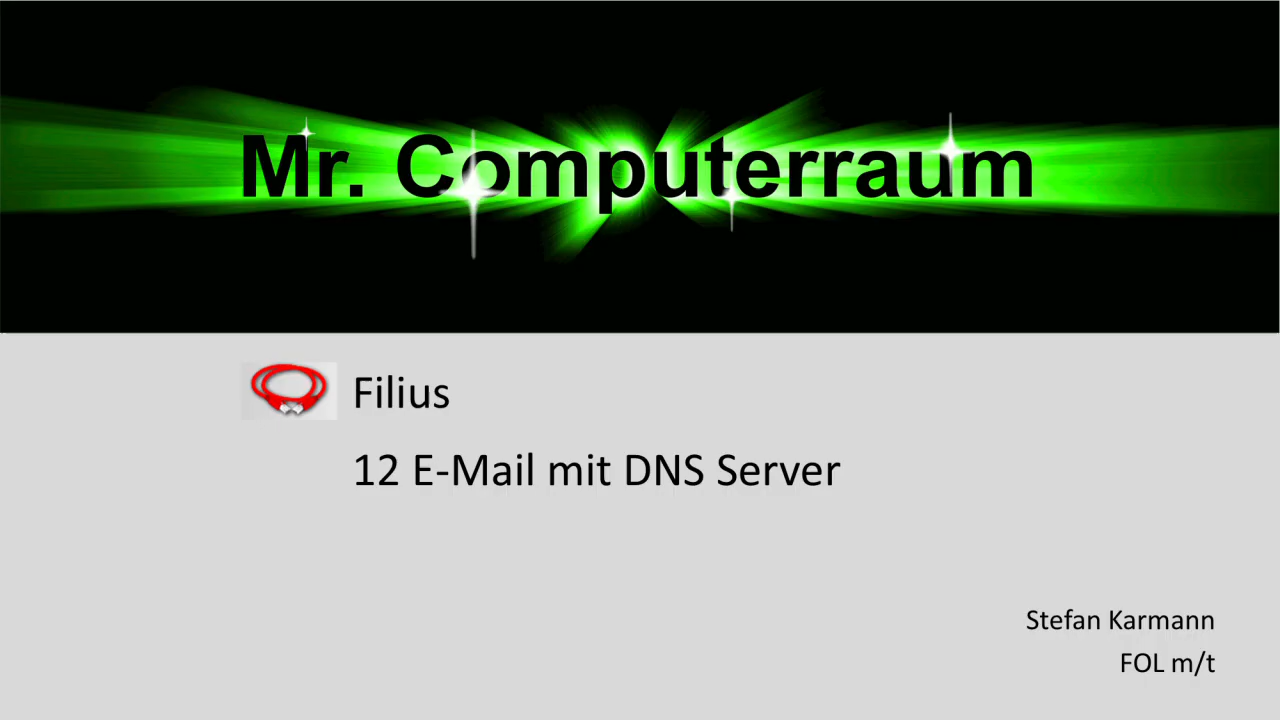 Mr. Computerraum
Filius
12 E-Mail mit DNS Server
Stefan Karmann
FOL m/t